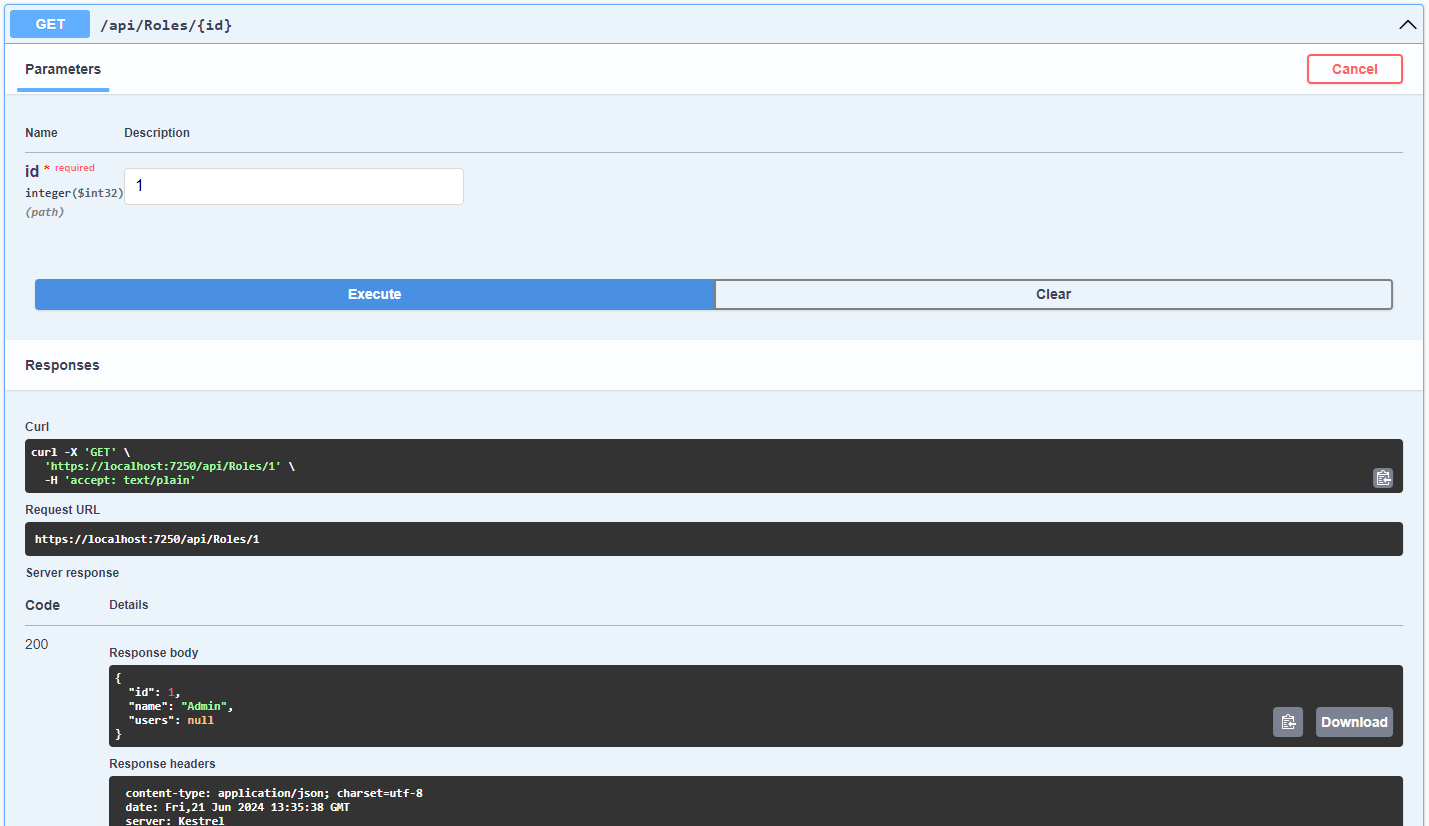 GET /api/Roles/{id}
Parameters Cancel
Name Description
id * required
integer($int32)
(path)
1
Execute Clear
Responses
Curl
curl -X 'GET' \
'https://localhost:7250/api/Roles/1' \
-H 'accept: text/plain'
Request URL
https://localhost:7250/api/Roles/1
Server response
Code Details
200
Response body
{
"id": 1,
"name": "Admin",
"users": null
}
Download
Response headers
content-type: application/json; charset=utf-8
date: Fri,21 Jun 2024 13:35:38 GMT
server: Kestrel